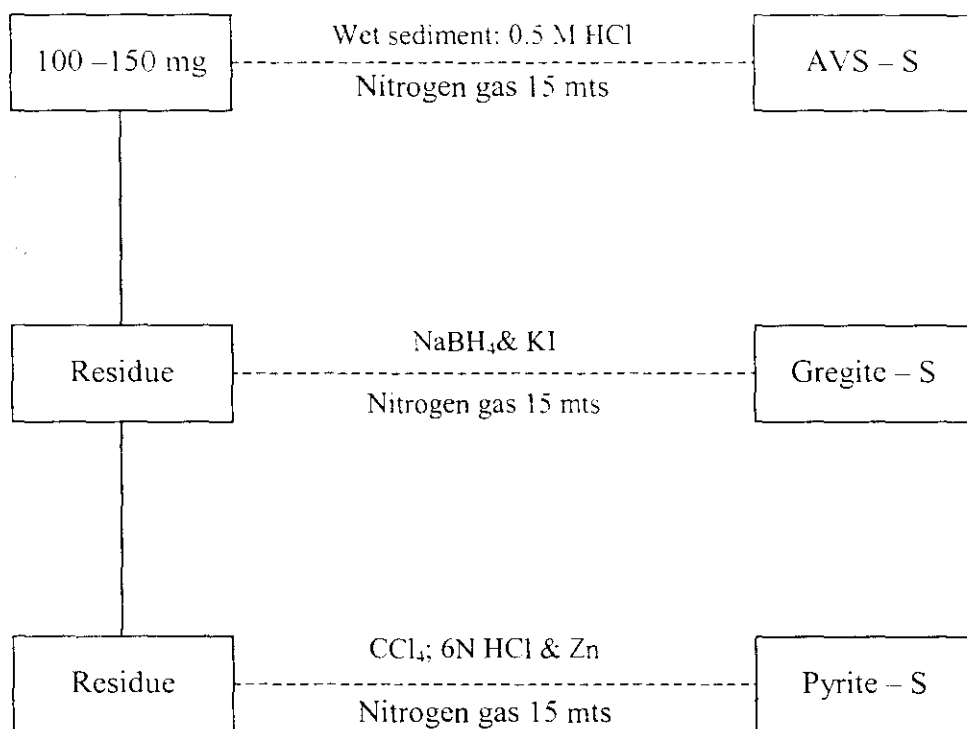 100 –150 mg
Wet sediment: 0.5 M HCl
Nitrogen gas 15 mts
AVS – S
Residue
NaBH₄& KI
Nitrogen gas 15 mts
Gregite – S
Residue
CCl₄; 6N HCl & Zn
Nitrogen gas 15 mts
Pyrite – S